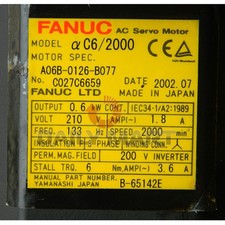 FANUC AC Servo Motor
MODEL αC6/2000
MOTOR SPEC.
A06B-0126-B077
No. C027C6659 DATE 2002.07
FANUC LTD MADE IN JAPAN
OUTPUT 0.6 kW CONT. IEC34-1/A2:1989
VOLT 210 AMP(~) 1.8 A
FREQ. 133 Hz SPEED 2000 min
INSULATION PHASE WINDING CONN.
PERMANENT MAG. FIELD 200 V INVERTER
STALL TRQ. 6 Nm AMP(~) 3.6 A
MANUAL PART NUMBER B-65142E
YAMANASHI JAPAN